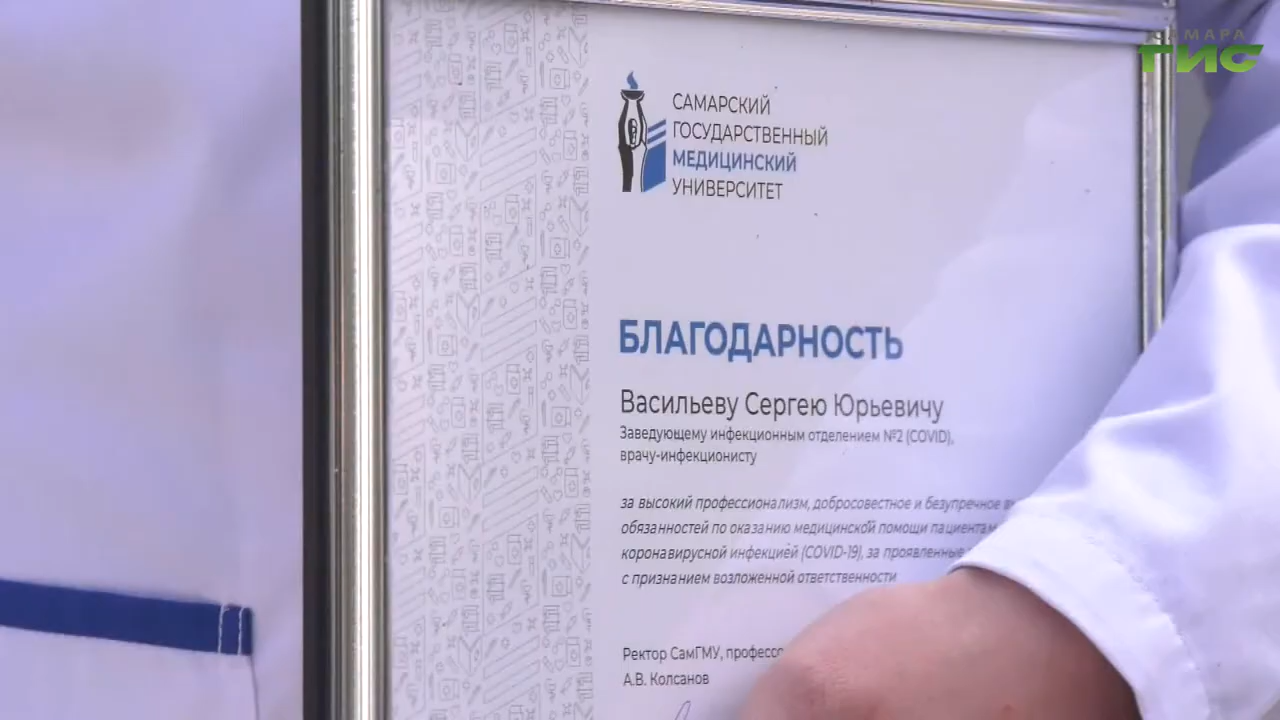 САМАРА
ГИС
САМАРСКИЙ
ГОСУДАРСТВЕННЫЙ
МЕДИЦИНСКИЙ
УНИВЕРСИТЕТ
БЛАГОДАРНОСТЬ
Васильеву Сергею Юрьевичу
Заведующему инфекционным отделением №2 (COVID),
врачу-инфекционисту
за высокий профессионализм, добросовестное и безупречное
обязанностей по оказанию медицинской помощи пациентам
коронавирусной инфекцией (COVID-19), за проявленные
с признанием возложенной ответственности
Ректор СамГМУ,
А.В. Колсанов